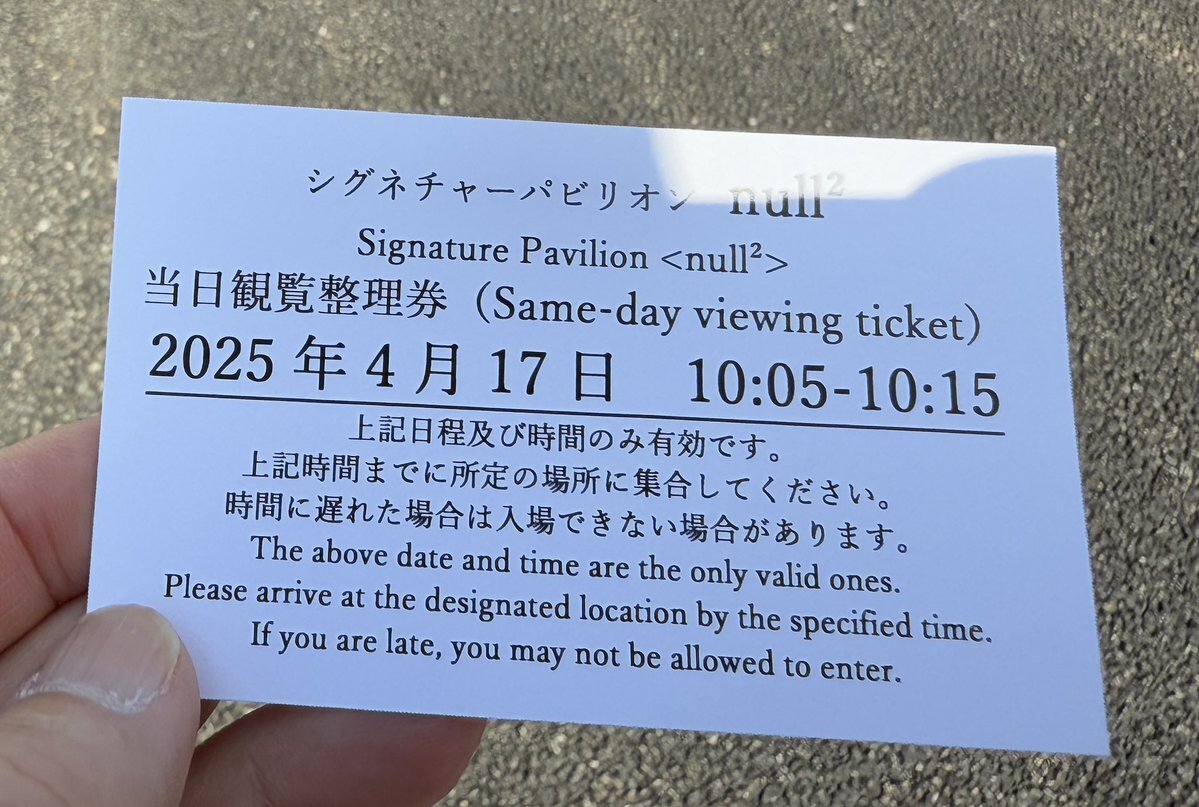 シグネチャーパビリオン null²
Signature Pavilion <null²>
当日観覧整理券（Same-day viewing ticket）
2025 年 4 月 17 日　10:05-10:15
上記日程及び時間のみ有効です。
上記時間までに所定の場所に集合してください。
時間に遅れた場合は入場できない場合があります。
The above date and time are the only valid ones.
Please arrive at the designated location by the specified time.
If you are late, you may not be allowed to enter.